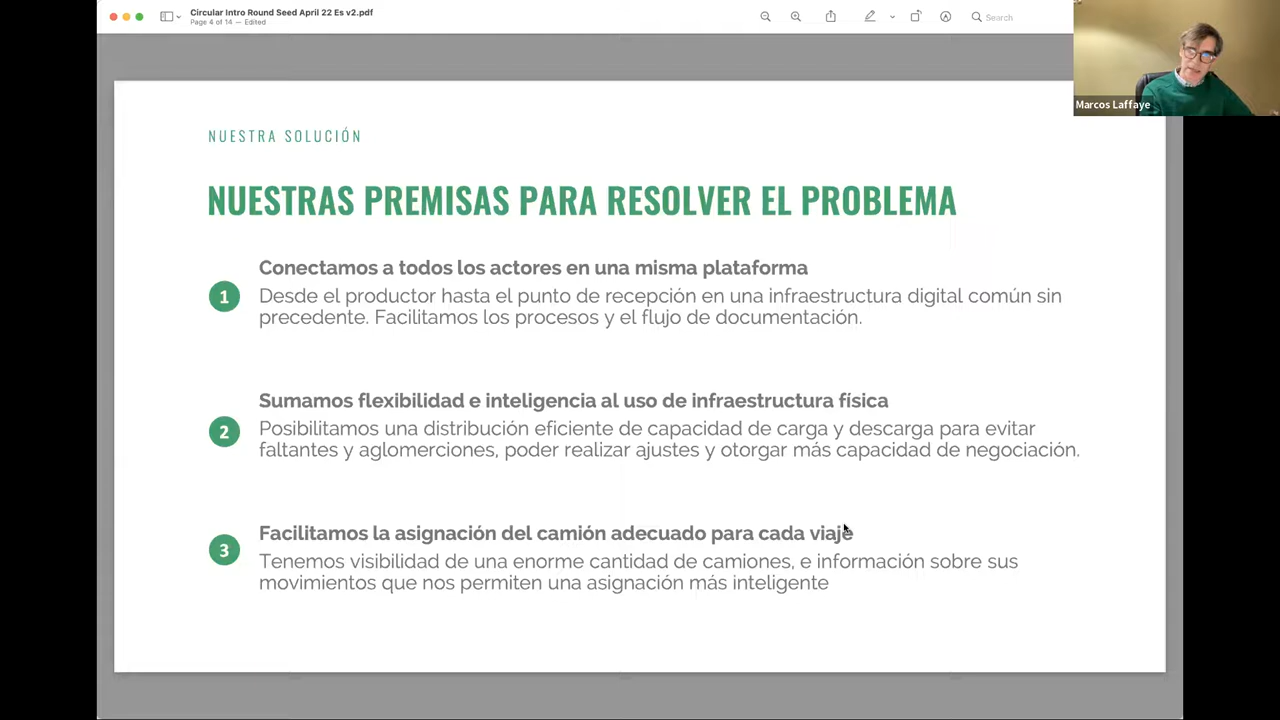 Circular Intro Round Seed April 22 Es v2.pdf
Page 4 of 14 — Edited
Search
Marcos Laffaye
NUESTRA SOLUCIÓN
NUESTRAS PREMISAS PARA RESOLVER EL PROBLEMA
Conectamos a todos los actores en una misma plataforma
1
Desde el productor hasta el punto de recepción en una infraestructura digital común sin
precedente. Facilitamos los procesos y el flujo de documentación.
Sumamos flexibilidad e inteligencia al uso de infraestructura física
2
Posibilitamos una distribución eficiente de capacidad de carga y descarga para evitar
faltantes y aglomerciones, poder realizar ajustes y otorgar más capacidad de negociación.
Facilitamos la asignación del camión adecuado para cada viaje
3
Tenemos visibilidad de una enorme cantidad de camiones, e información sobre sus
movimientos que nos permiten una asignación más inteligente